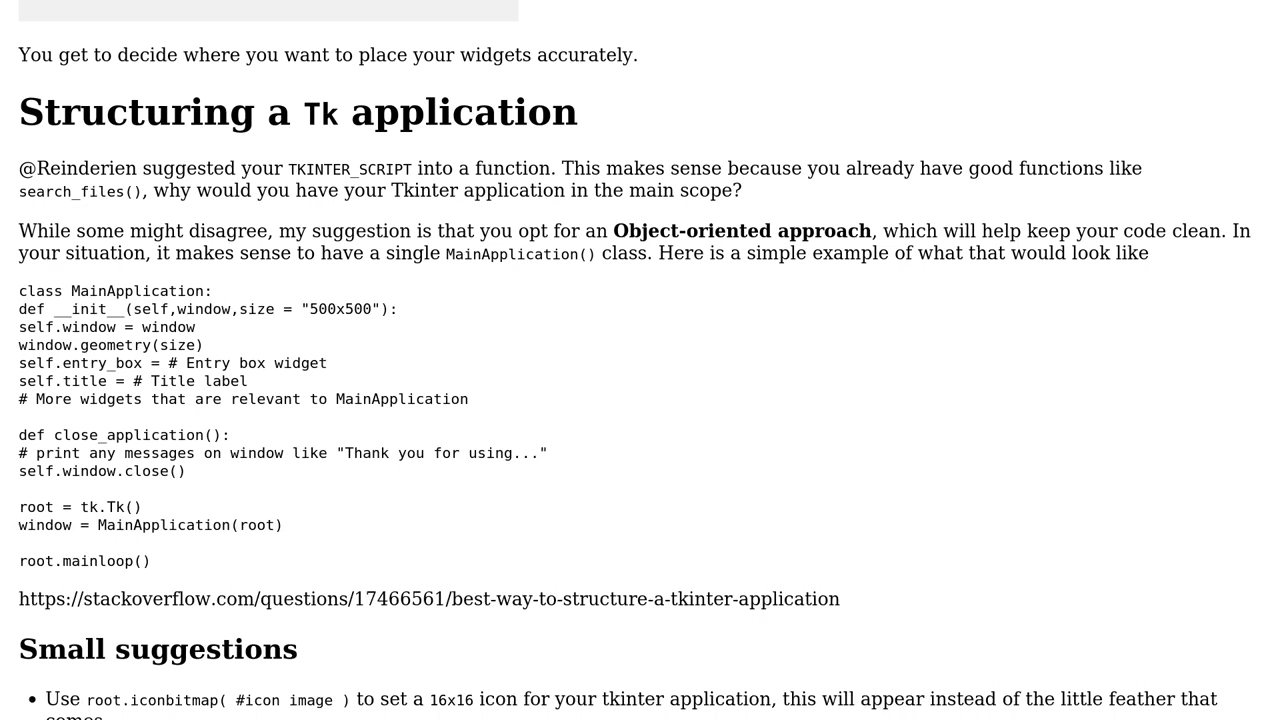 You get to decide where you want to place your widgets accurately.
Structuring a Tk application
@Reinderien suggested your TKINTER_SCRIPT into a function. This makes sense because you already have good functions like
search_files(), why would you have your Tkinter application in the main scope?
While some might disagree, my suggestion is that you opt for an Object-oriented approach, which will help keep your code clean. In
your situation, it makes sense to have a single MainApplication() class. Here is a simple example of what that would look like
class MainApplication:
def __init__(self,window,size = "500x500"):
self.window = window
window.geometry(size)
self.entry_box = # Entry box widget
self.title = # Title label
# More widgets that are relevant to MainApplication
def close_application():
# print any messages on window like "Thank you for using..."
self.window.close()
root = tk.Tk()
window = MainApplication(root)
root.mainloop()
https://stackoverflow.com/questions/17466561/best-way-to-structure-a-tkinter-application
Small suggestions
• Use root.iconbitmap( #icon image ) to set a 16x16 icon for your tkinter application, this will appear instead of the little feather that